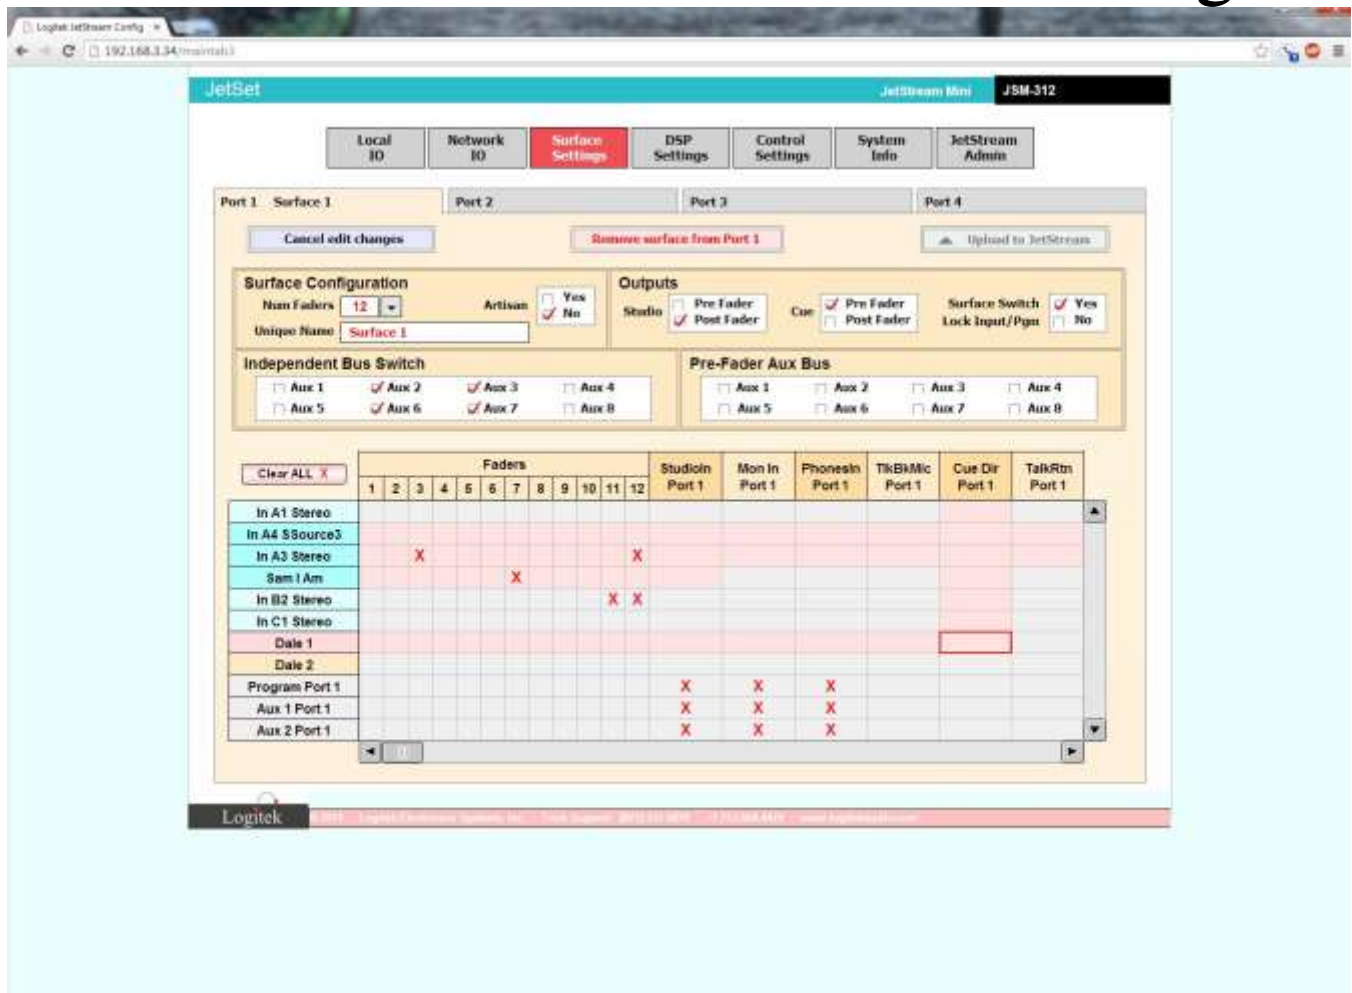 g
Logitek JetStream Config
192.168.3.34/maintab3
JetSet JetStream Mini JSM-312
Local IO Network IO Surface Settings DSP Settings Control Settings System Info JetStream Admin
Port 1 Surface 1 Port 2 Port 3 Port 4
Cancel edit changes Remove surface from Port 1 Upload to JetStream
Surface Configuration Outputs
Num Faders 12 Artisan Yes No Studio Pre Fader Post Fader Cue Pre Fader Post Fader Surface Switch Lock Input/Pgm Yes No
Unique Name Surface 1
Independent Bus Switch Pre-Fader Aux Bus
Aux 1 Aux 2 Aux 3 Aux 4 Aux 1 Aux 2 Aux 3 Aux 4
Aux 5 Aux 6 Aux 7 Aux 8 Aux 5 Aux 6 Aux 7 Aux 8
Clear ALL X Faders StudioIn Port 1 Mon In Port 1 PhonesIn Port 1 TlkBkMic Port 1 Cue Dir Port 1 TalkRtn Port 1
1 2 3 4 5 6 7 8 9 10 11 12
In A1 Stereo
In A4 SSource3
In A3 Stereo X X
Sam I Am X
In B2 Stereo X X
In C1 Stereo
Dale 1
Dale 2
Program Port 1 X X X
Aux 1 Port 1 X X X
Aux 2 Port 1 X X X
Logitek